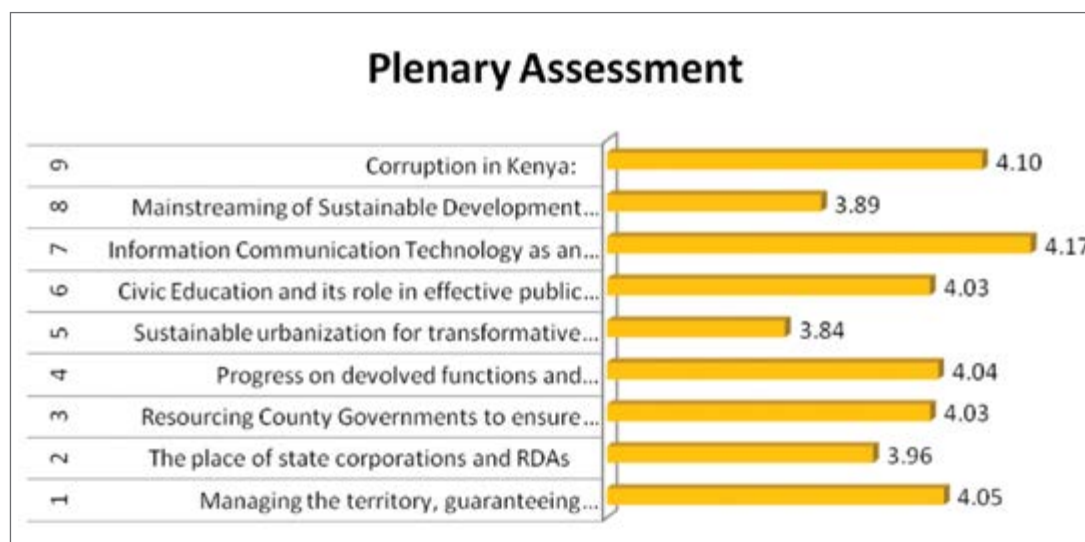 Plenary Assessment
9 Corruption in Kenya: 4.10
8 Mainstreaming of Sustainable Development... 3.89
7 Information Communication Technology as an... 4.17
6 Civic Education and its role in effective public... 4.03
5 Sustainable urbanization for transformative... 3.84
4 Progress on devolved functions and... 4.04
3 Resourcing County Governments to ensure... 4.03
2 The place of state corporations and RDAs 3.96
1 Managing the territory, guaranteeing... 4.05